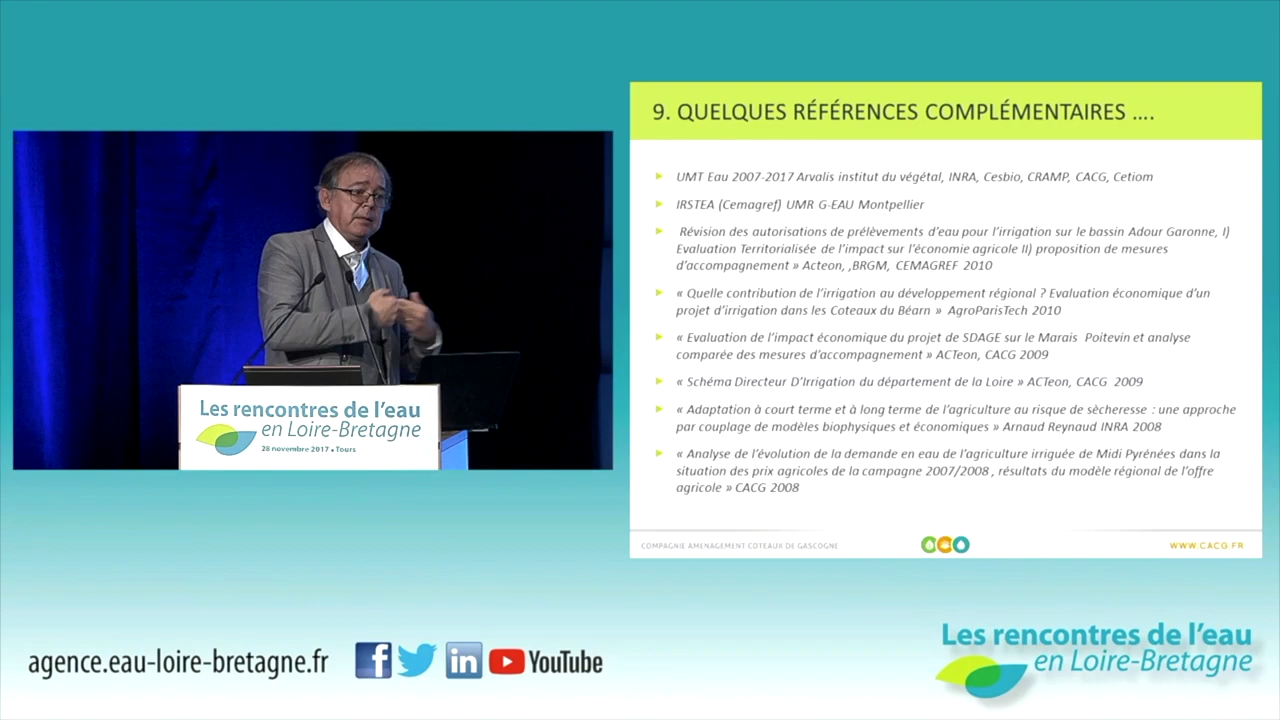 9. QUELQUES RÉFÉRENCES COMPLÉMENTAIRES ....
UMT Eau 2007-2017 Arvalis institut du végétal, INRA, Cesbio, CRAMP, CACG, Cetiom
IRSTEA (Cemagref) UMR G-EAU Montpellier
Révision des autorisations de prélèvements d'eau pour l'irrigation sur le bassin Adour Garonne, I)
Evaluation Territorialisée de l'impact sur l'économie agricole II) proposition de mesures
d'accompagnement » Acteon, ,BRGM, CEMAGREF 2010
« Quelle contribution de l'irrigation au développement régional ? Evaluation économique d'un
projet d'irrigation dans les Coteaux du Béarn » AgroParisTech 2010
« Evaluation de l'impact économique du projet de SDAGE sur le Marais Poitevin et analyse
comparée des mesures d'accompagnement » ACTeon, CACG 2009
« Schéma Directeur D'Irrigation du département de la Loire » ACTeon, CACG 2009
« Adaptation à court terme et à long terme de l'agriculture au risque de sècheresse : une approche
par couplage de modèles biophysiques et économiques » Arnaud Reynaud INRA 2008
« Analyse de l'évolution de la demande en eau de l'agriculture irriguée de Midi Pyrénées dans la
situation des prix agricoles de la campagne 2007/2008 , résultats du modèle régional de l'offre
agricole » CACG 2008
COMPAGNIE AMENAGEMENT COTEAUX DE GASCOGNE
WWW.CACG.FR
Les rencontres de l'eau
en Loire-Bretagne
28 novembre 2017 • Tours
agence.eau-loire-bretagne.fr
f
in
YouTube
Les rencontres de l'eau
en Loire-Bretagne